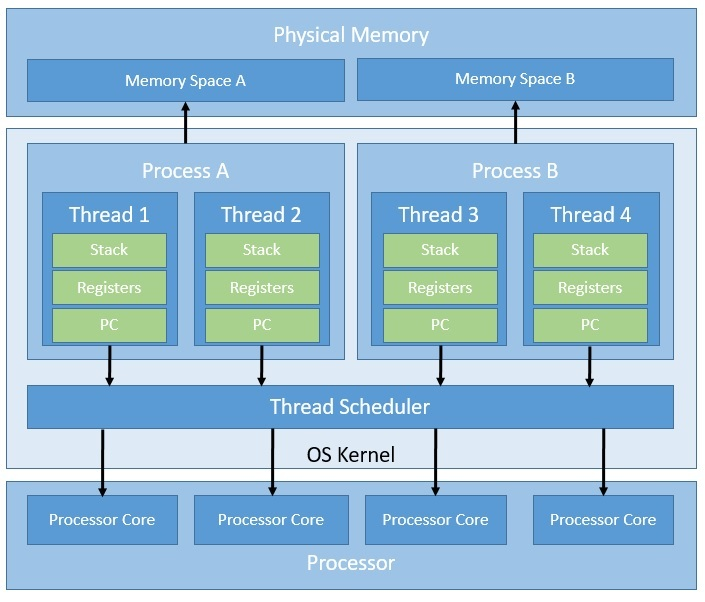 Physical Memory
Memory Space A
Memory Space B
Process A
Process B
Thread 1
Thread 2
Thread 3
Thread 4
Stack
Stack
Stack
Stack
Registers
Registers
Registers
Registers
PC
PC
PC
PC
Thread Scheduler
OS Kernel
Processor Core
Processor Core
Processor Core
Processor Core
Processor